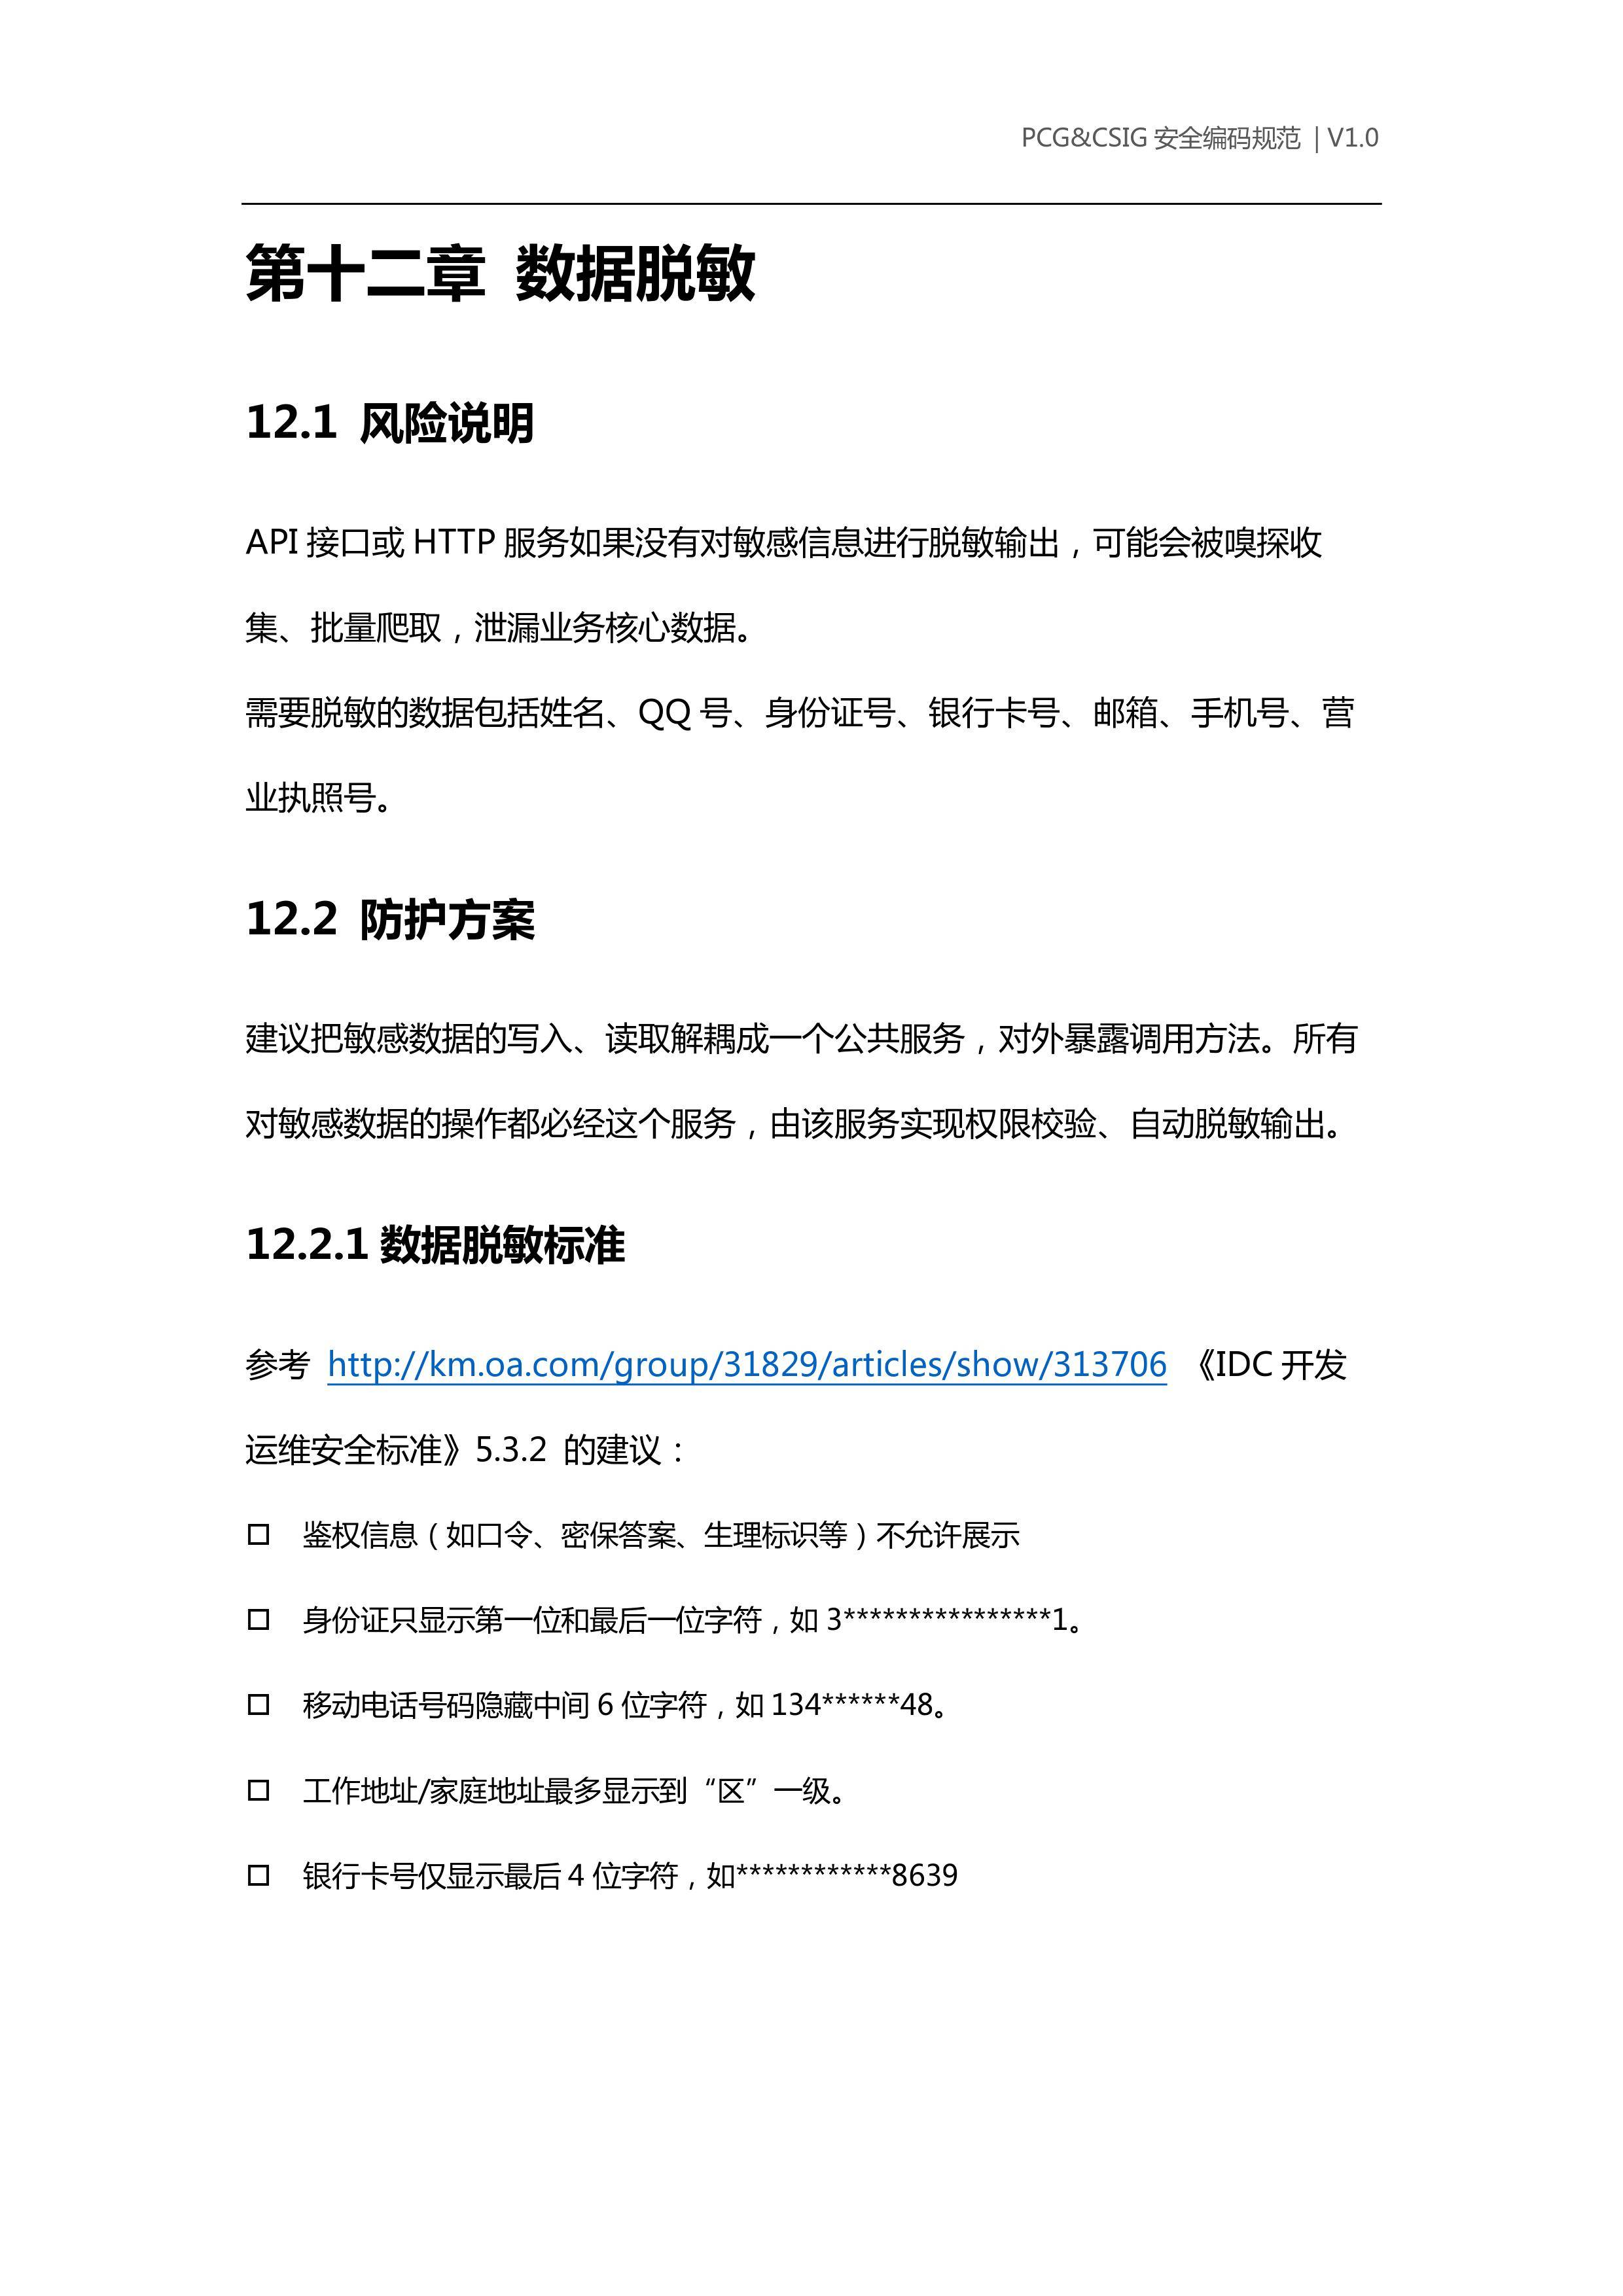 PCG&CSIG 安全编码规范 | V1.0
第十二章 数据脱敏
12.1 风险说明
API 接口或 HTTP 服务如果没有对敏感信息进行脱敏输出，可能会被嗅探收
集、批量爬取，泄漏业务核心数据。
需要脱敏的数据包括姓名、QQ 号、身份证号、银行卡号、邮箱、手机号、营
业执照号。
12.2 防护方案
建议把敏感数据的写入、读取解耦成一个公共服务，对外暴露调用方法。所有
对敏感数据的操作都必经这个服务，由该服务实现权限校验、自动脱敏输出。
12.2.1 数据脱敏标准
参考 http://km.oa.com/group/31829/articles/show/313706 《IDC 开发
运维安全标准》5.3.2 的建议：
□ 鉴权信息（如口令、密保答案、生理标识等）不允许展示
□ 身份证只显示第一位和最后一位字符，如 3****************1。
□ 移动电话号码隐藏中间 6 位字符，如 134******48。
□ 工作地址/家庭地址最多显示到“区”一级。
□ 银行卡号仅显示最后 4 位字符，如************8639